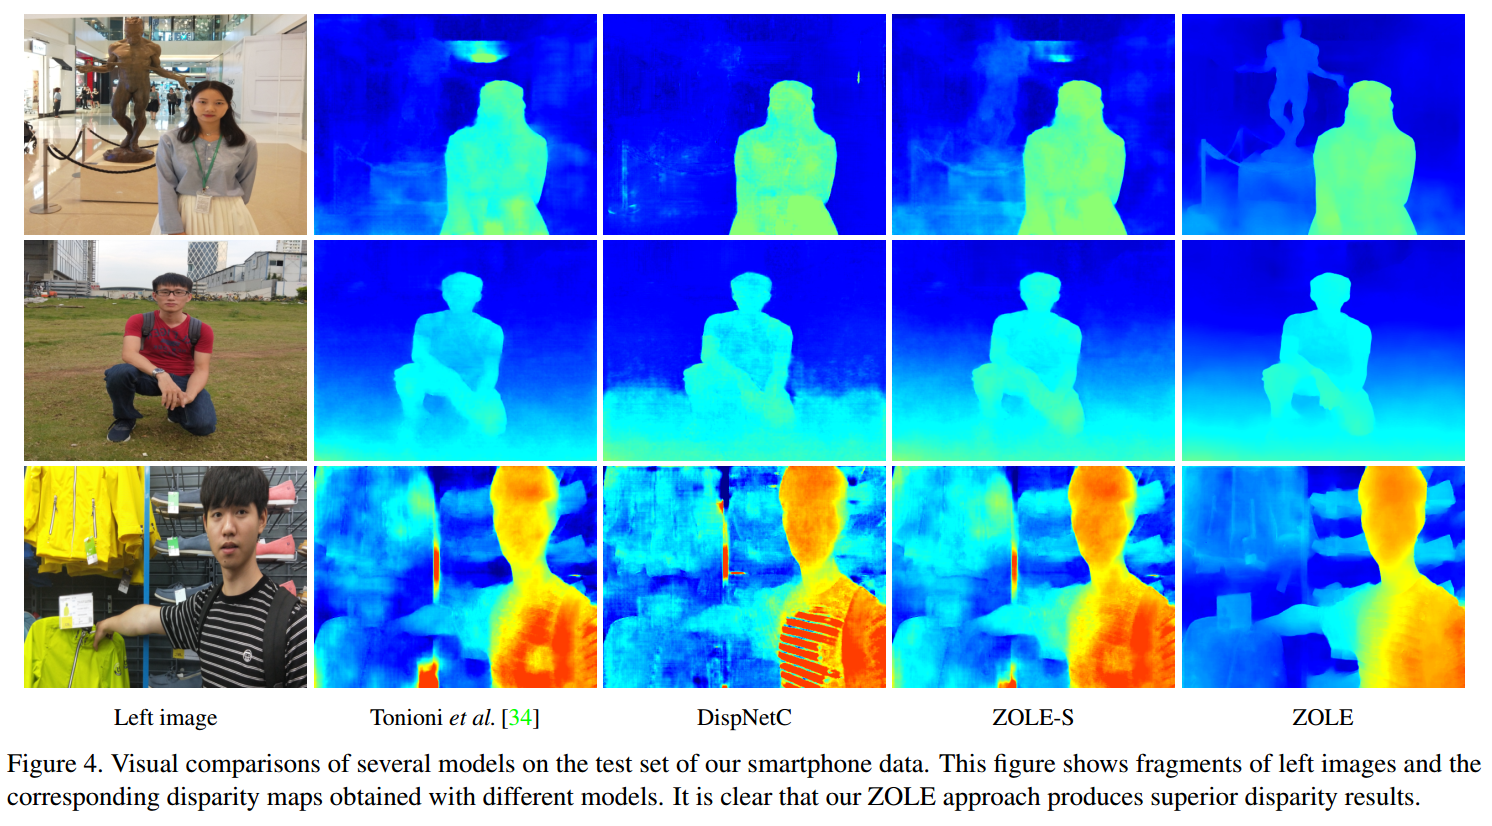 Left image
Tonioni et al. [34]
DispNetC
ZOLE-S
ZOLE
Figure 4. Visual comparisons of several models on the test set of our smartphone data. This figure shows fragments of left images and the
corresponding disparity maps obtained with different models. It is clear that our ZOLE approach produces superior disparity results.